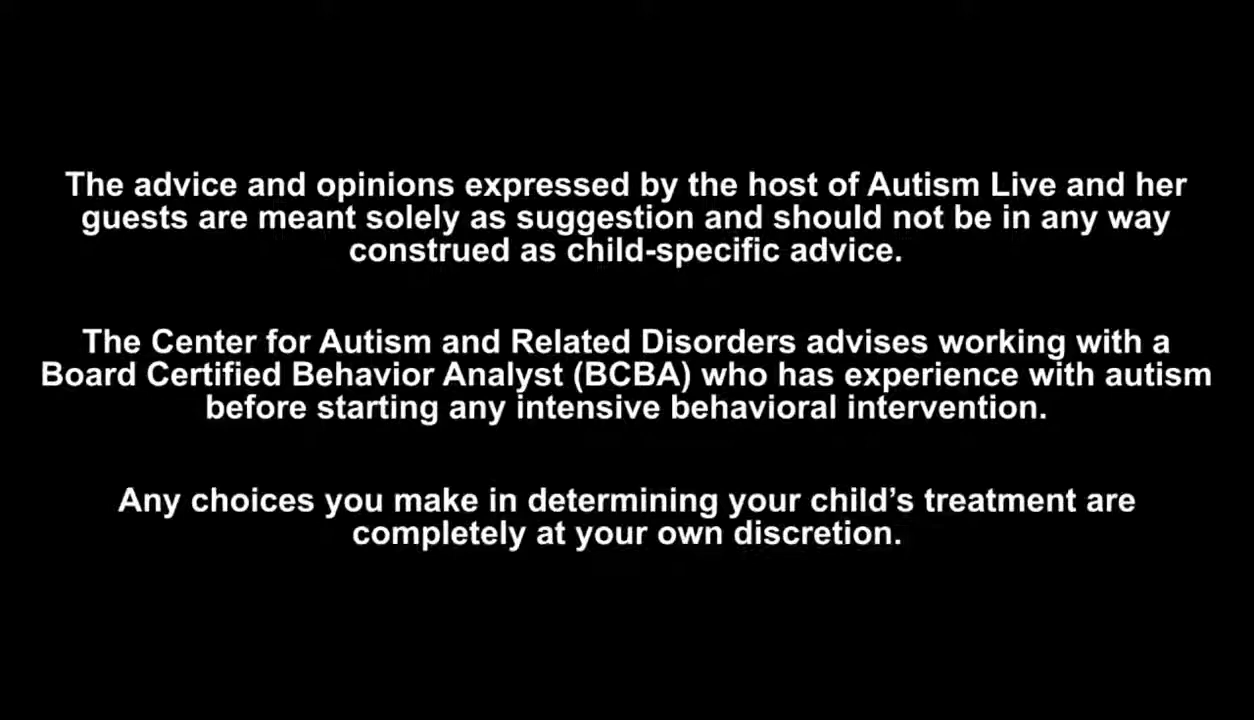 The advice and opinions expressed by the host of Autism Live and her
guests are meant solely as suggestion and should not be in any way
construed as child-specific advice.
The Center for Autism and Related Disorders advises working with a
Board Certified Behavior Analyst (BCBA) who has experience with autism
before starting any intensive behavioral intervention.
Any choices you make in determining your child’s treatment are
completely at your own discretion.